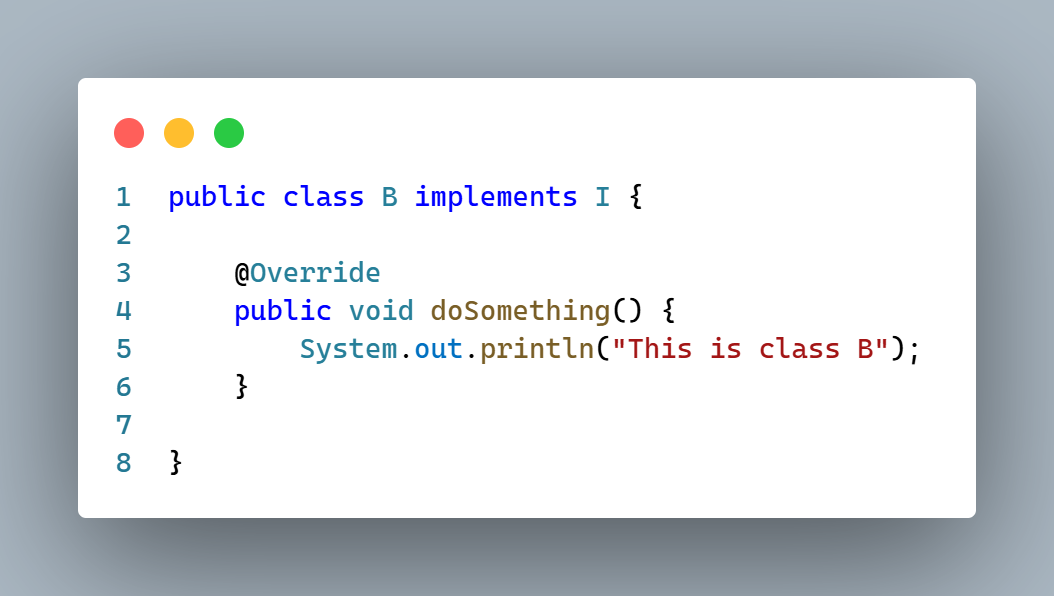 1 public class B implements I {
2
3     @Override
4     public void doSomething() {
5         System.out.println("This is class B");
6     }
7
8 }